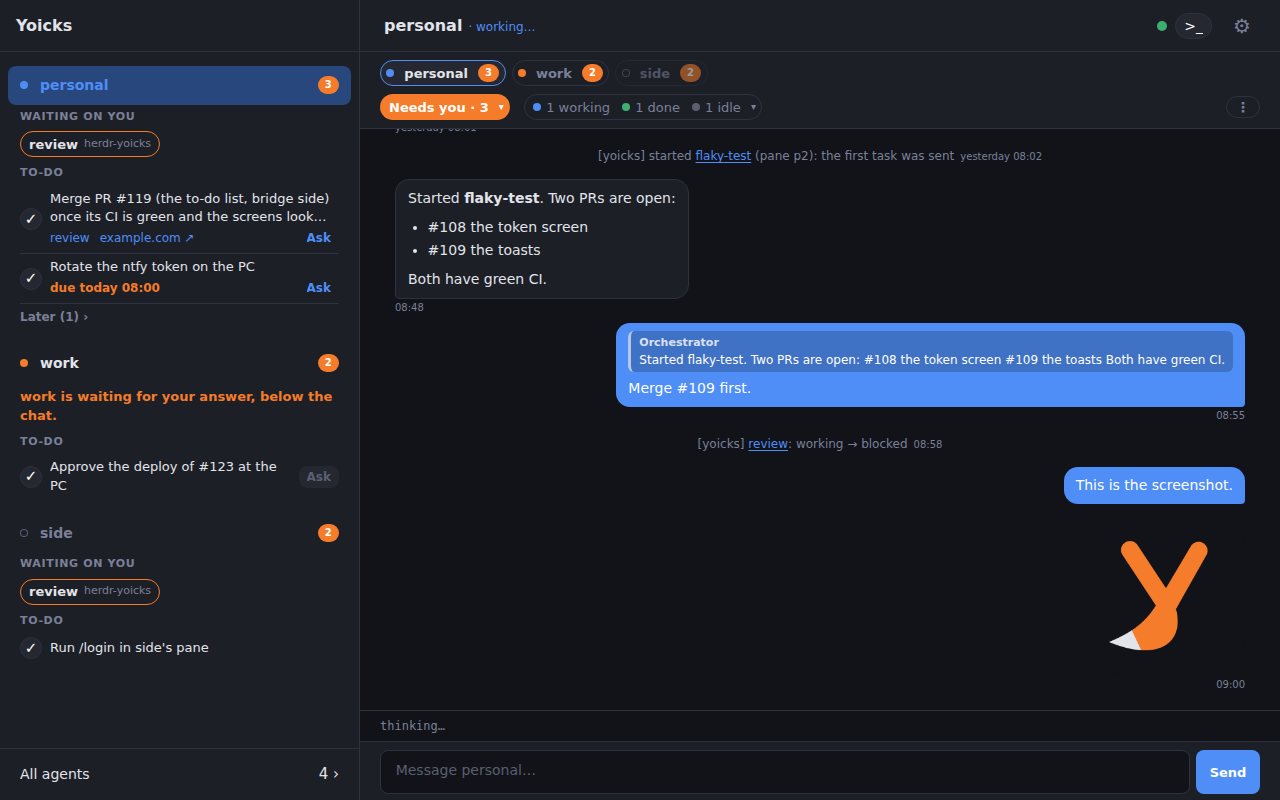 Yoicks
personal 3
WAITING ON YOU
review herdr-yoicks
TO-DO
Merge PR #119 (the to-do list, bridge side)
once its CI is green and the screens look…
review example.com ↗ Ask
Rotate the ntfy token on the PC
due today 08:00 Ask
Later (1) ›
work 2
work is waiting for your answer, below the
chat.
TO-DO
Approve the deploy of #123 at the
PC
Ask
side 2
WAITING ON YOU
review herdr-yoicks
TO-DO
Run /login in side's pane
All agents 4 ›
personal · working…
>_
personal 3 work 2 side 2
Needs you · 3 ▾ 1 working 1 done 1 idle ▾
yesterday 08:01
[yoicks] started flaky-test (pane p2): the first task was sent yesterday 08:02
Started flaky-test. Two PRs are open:
• #108 the token screen
• #109 the toasts
Both have green CI.
08:48
Orchestrator
Started flaky-test. Two PRs are open: #108 the token screen #109 the toasts Both have green CI.
Merge #109 first.
08:55
[yoicks] review: working → blocked 08:58
This is the screenshot.
09:00
thinking…
Message personal…
Send